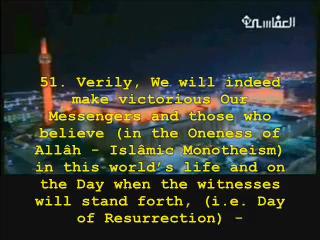 العفاسي
51. Verily, We will indeed
make victorious Our
Messengers and those who
believe (in the Oneness of
Allâh - Islâmic Monotheism)
in this world's life and on
the Day when the witnesses
will stand forth, (i.e. Day
of Resurrection) -